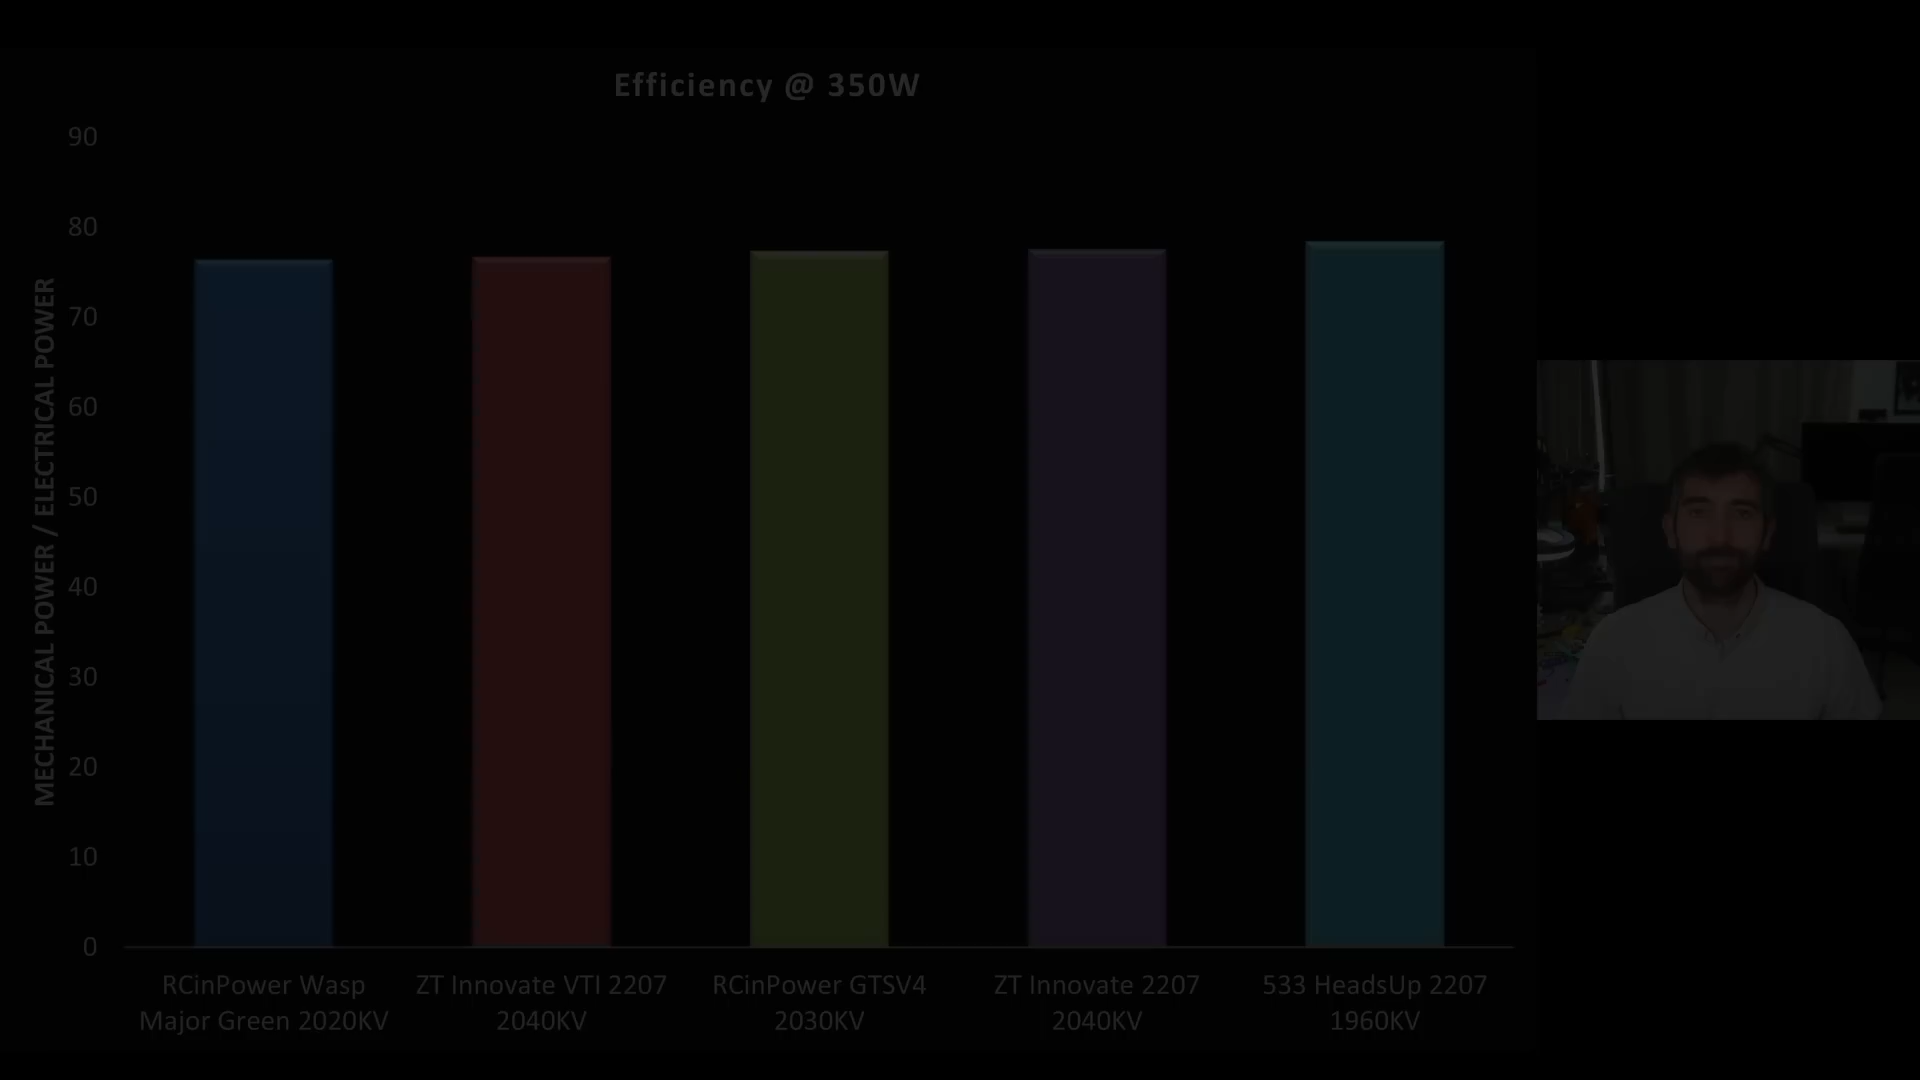 Efficiency @ 350W
MECHANICAL POWER / ELECTRICAL POWER
90
80
70
60
50
40
30
20
10
0
RCinPower Wasp
Major Green 2020KV
ZT Innovate VTI 2207
2040KV
RCinPower GTSV4
2030KV
ZT Innovate 2207
2040KV
533 HeadsUp 2207
1960KV